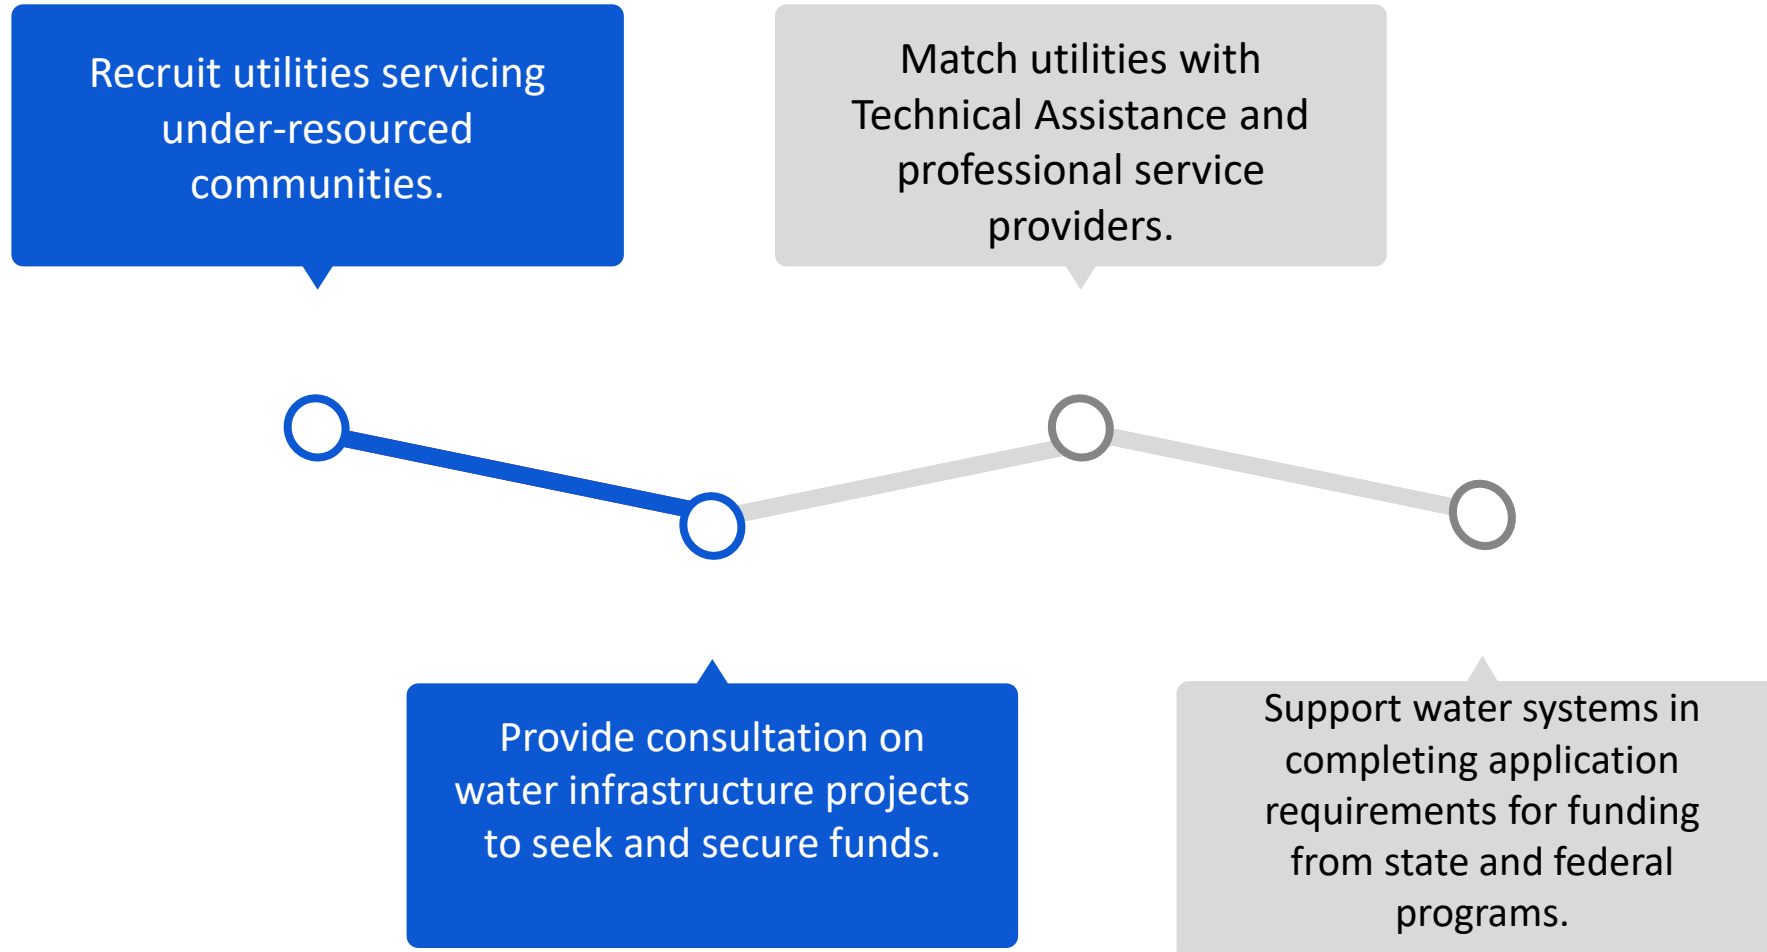 Recruit utilities servicing
under-resourced
communities.
Match utilities with
Technical Assistance and
professional service
providers.
Provide consultation on
water infrastructure projects
to seek and secure funds.
Support water systems in
completing application
requirements for funding
from state and federal
programs.